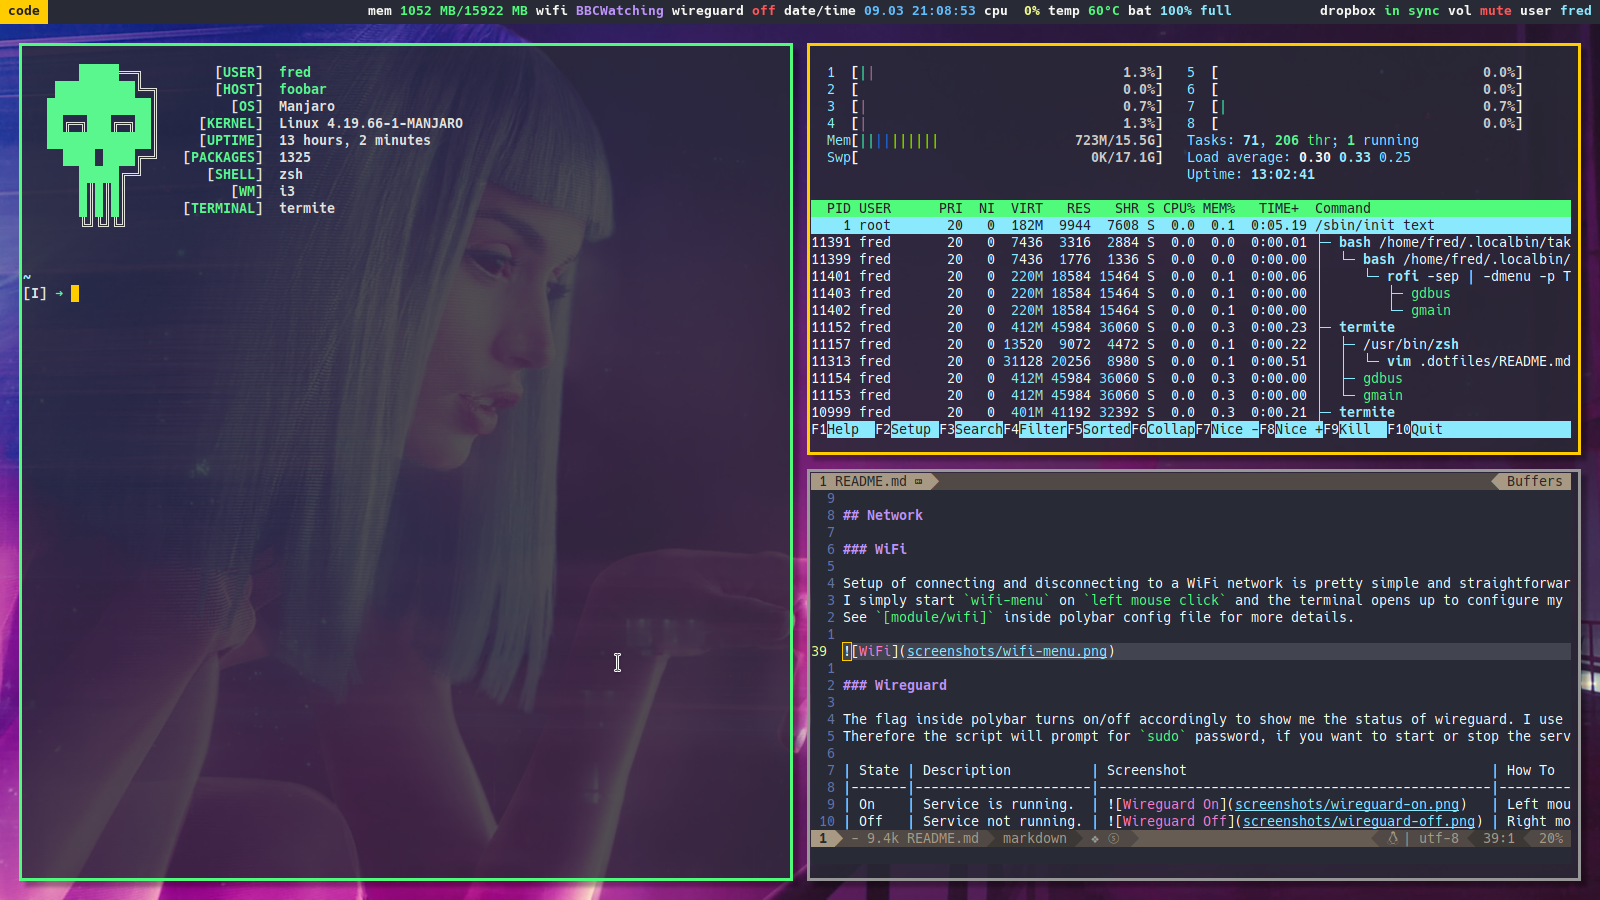 code mem 1052 MB/15922 MB wifi BBCWatching wireguard off date/time 09.03 21:08:53 cpu 0% temp 60°C bat 100% full dropbox in sync vol mute user fred
[USER] fred
[HOST] foobar
[OS] Manjaro
[KERNEL] Linux 4.19.66-1-MANJARO
[UPTIME] 13 hours, 2 minutes
[PACKAGES] 1325
[SHELL] zsh
[WM] i3
[TERMINAL] termite
~
[I] →
1 [|| 1.3%] 5 [ 0.0%]
2 [ 0.0%] 6 [ 0.0%]
3 [| 0.7%] 7 [| 0.7%]
4 [| 1.3%] 8 [ 0.0%]
Mem[|||||||||| 723M/15.5G] Tasks: 71, 206 thr; 1 running
Swp[ 0K/17.1G] Load average: 0.30 0.33 0.25
Uptime: 13:02:41
PID USER PRI NI VIRT RES SHR S CPU% MEM% TIME+ Command
1 root 20 0 182M 9944 7608 S 0.0 0.1 0:05.19 /sbin/init text
11391 fred 20 0 7436 3316 2884 S 0.0 0.0 0:00.01 ├─ bash /home/fred/.localbin/tak
11399 fred 20 0 7436 1776 1336 S 0.0 0.0 0:00.00 │ └─ bash /home/fred/.localbin/
11401 fred 20 0 220M 18584 15464 S 0.0 0.1 0:00.06 │ └─ rofi -sep | -dmenu -p T
11403 fred 20 0 220M 18584 15464 S 0.0 0.1 0:00.00 │ ├─ gdbus
11402 fred 20 0 220M 18584 15464 S 0.0 0.1 0:00.00 │ └─ gmain
11152 fred 20 0 412M 45984 36060 S 0.0 0.3 0:00.23 ├─ termite
11157 fred 20 0 13520 9072 4472 S 0.0 0.1 0:00.22 │ ├─ /usr/bin/zsh
11313 fred 20 0 31128 20256 8980 S 0.0 0.1 0:00.51 │ │ └─ vim .dotfiles/README.md
11154 fred 20 0 412M 45984 36060 S 0.0 0.3 0:00.00 │ ├─ gdbus
11153 fred 20 0 412M 45984 36060 S 0.0 0.3 0:00.00 │ └─ gmain
10999 fred 20 0 401M 41192 32392 S 0.0 0.3 0:00.21 ├─ termite
F1Help F2Setup F3SearchF4FilterF5SortedF6CollapF7Nice -F8Nice +F9Kill F10Quit
1 README.md Buffers
9
8 ## Network
7
6 ### WiFi
5
4 Setup of connecting and disconnecting to a WiFi network is pretty simple and straightforwar
3 I simply start `wifi-menu` on `left mouse click` and the terminal opens up to configure my
2 See `[module/wifi]` inside polybar config file for more details.
1
39 ![WiFi](screenshots/wifi-menu.png)
1
2 ### Wireguard
3
4 The flag inside polybar turns on/off accordingly to show me the status of wireguard. I use
5 Therefore the script will prompt for `sudo` password, if you want to start or stop the serv
6
7 | State | Description | Screenshot | How To
8 |-------|----------------------|-------------------------------------------------|---------
9 | On | Service is running. | ![Wireguard On](screenshots/wireguard-on.png) | Left mou
10 | Off | Service not running. | ![Wireguard Off](screenshots/wireguard-off.png) | Right mo
1 - 9.4k README.md markdown ❖ ⓢ | utf-8 39:1 20%